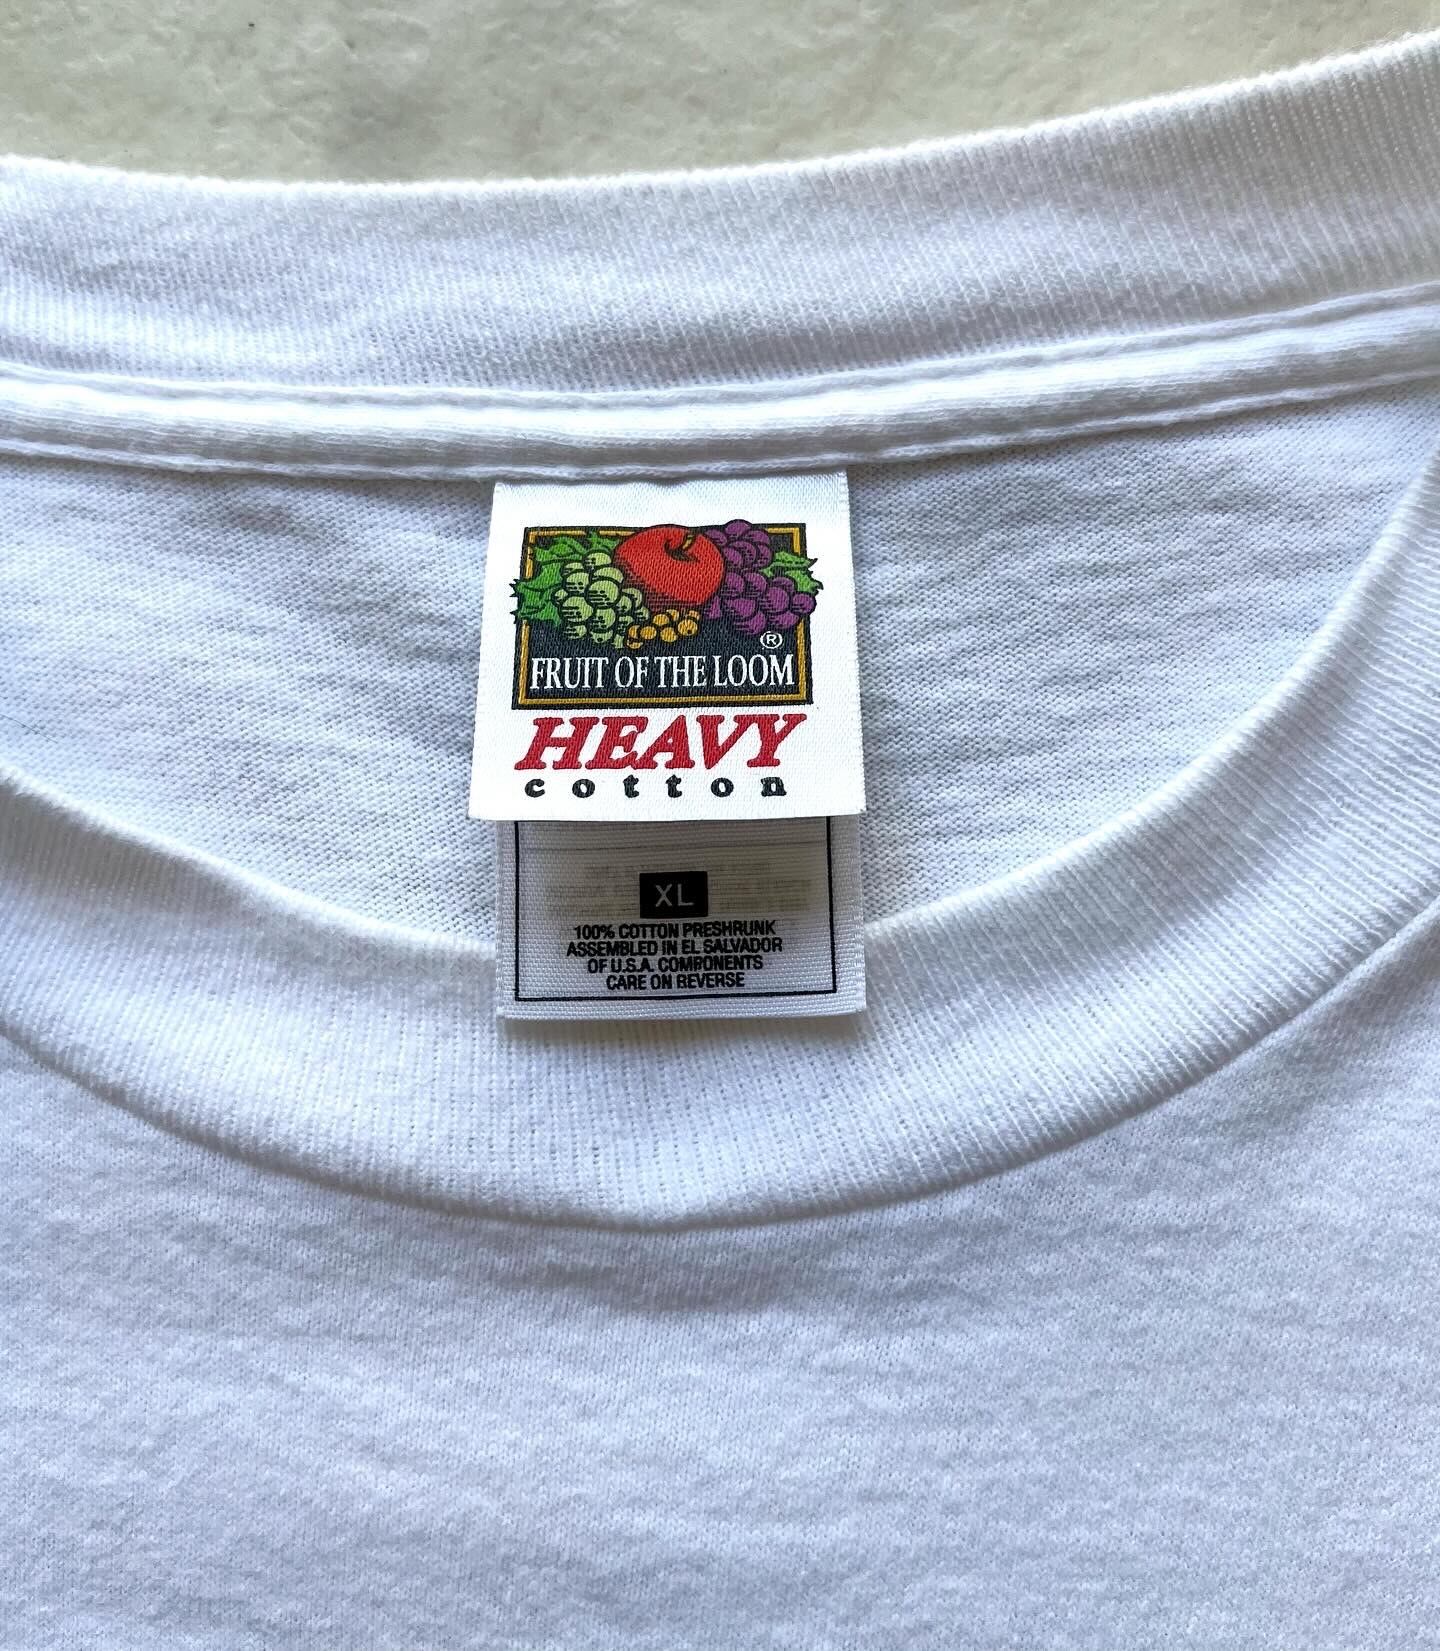 ®
FRUIT OF THE LOOM
HEAVY
cotton
XL
100% COTTON PRESHRUNK
ASSEMBLED IN EL SALVADOR
OF U.S.A. COMPONENTS
CARE ON REVERSE